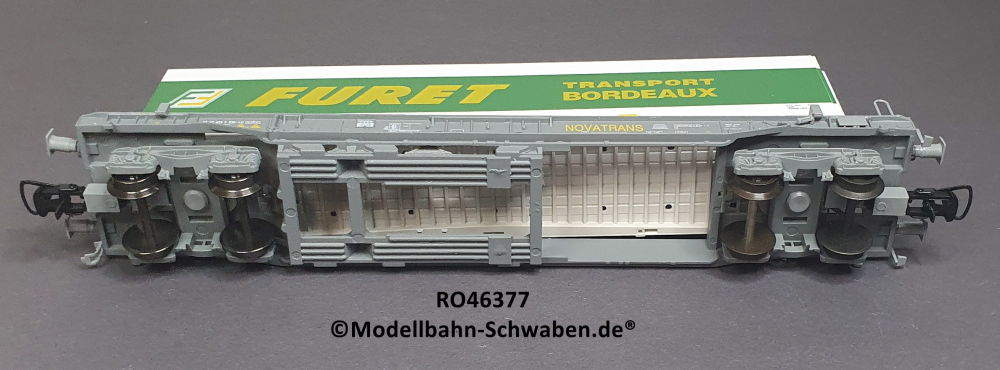 FURET
TRANSPORT
BORDEAUX
NOVATRANS
RO46377
©Modellbahn-Schwaben.de®